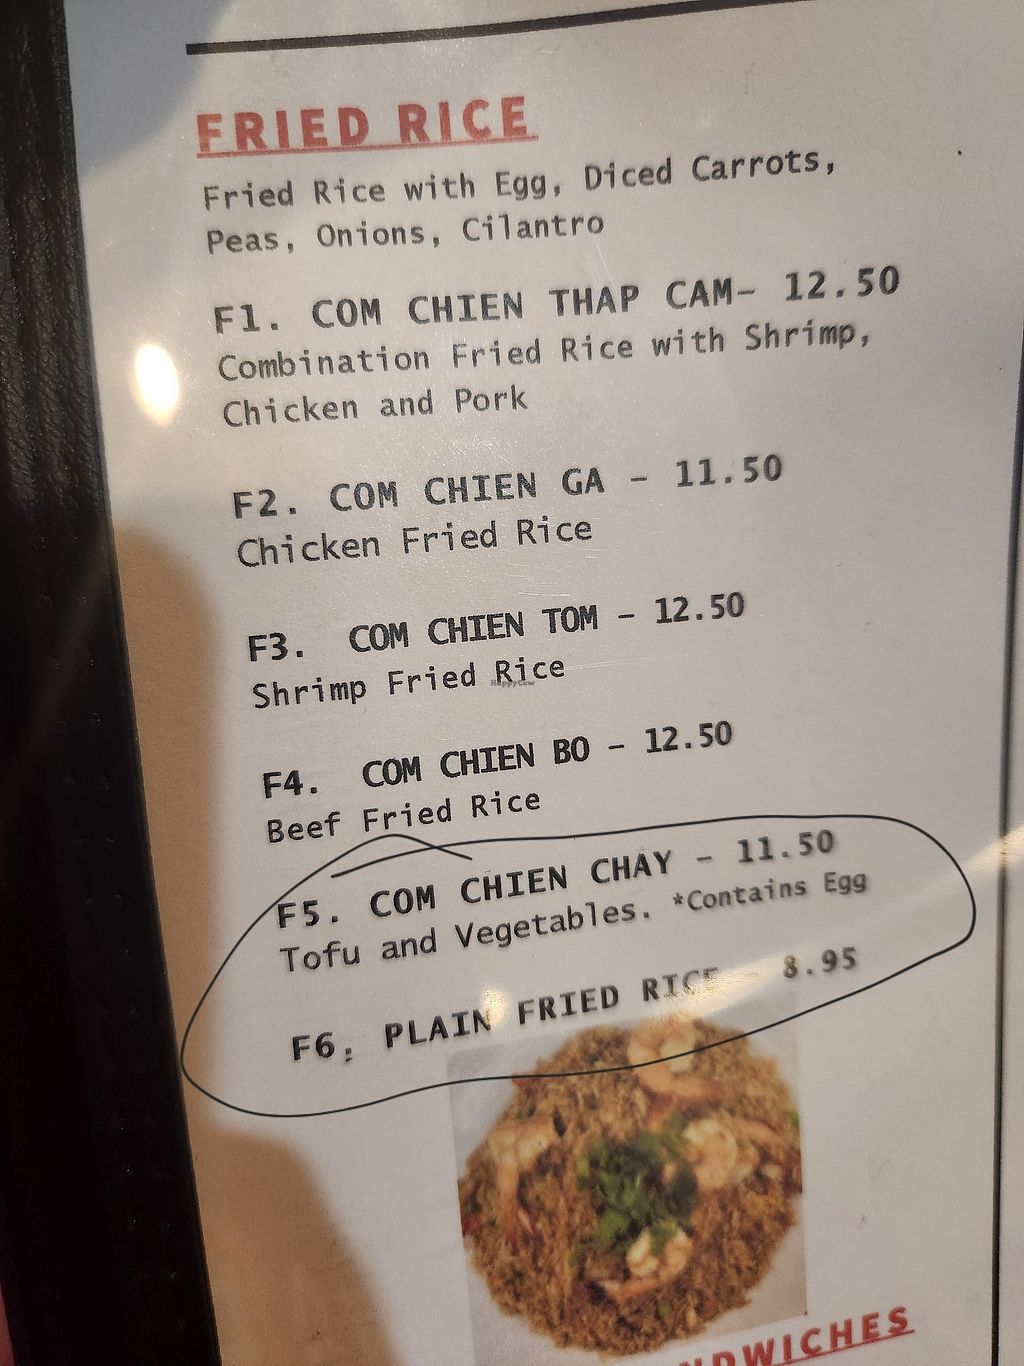 FRIED RICE
Fried Rice with Egg, Diced Carrots,
Peas, Onions, Cilantro
F1. COM CHIEN THAP CAM- 12.50
Combination Fried Rice with Shrimp,
Chicken and Pork
F2. COM CHIEN GA - 11.50
Chicken Fried Rice
F3. COM CHIEN TOM - 12.50
Shrimp Fried Rice
HappyCow
F4. COM CHIEN BO - 12.50
Beef Fried Rice
F5. COM CHIEN CHAY - 11.50
Tofu and Vegetables. *Contains Egg
F6. PLAIN FRIED RICE - 8.95